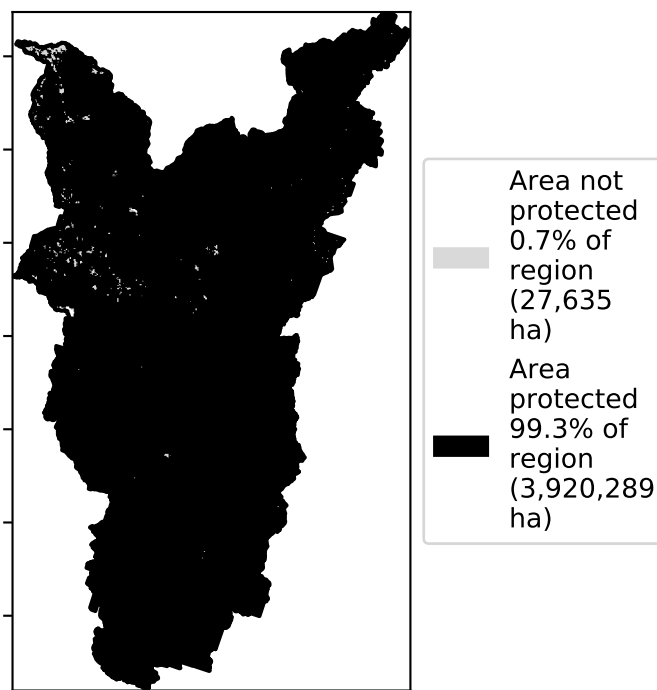 Area not
protected
0.7% of
region
(27,635
ha)
Area
protected
99.3% of
region
(3,920,289
ha)